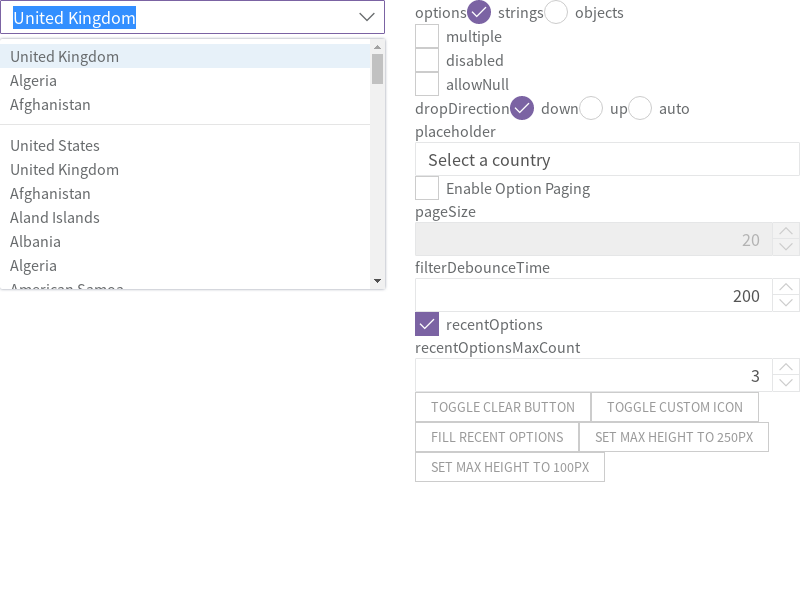 United Kingdom
United Kingdom
Algeria
Afghanistan
United States
United Kingdom
Afghanistan
Aland Islands
Albania
Algeria
American Samoa
options strings objects
multiple
disabled
allowNull
dropDirection down up auto
placeholder
Select a country
Enable Option Paging
pageSize
20
filterDebounceTime
200
recentOptions
recentOptionsMaxCount
3
TOGGLE CLEAR BUTTON TOGGLE CUSTOM ICON
FILL RECENT OPTIONS SET MAX HEIGHT TO 250PX
SET MAX HEIGHT TO 100PX